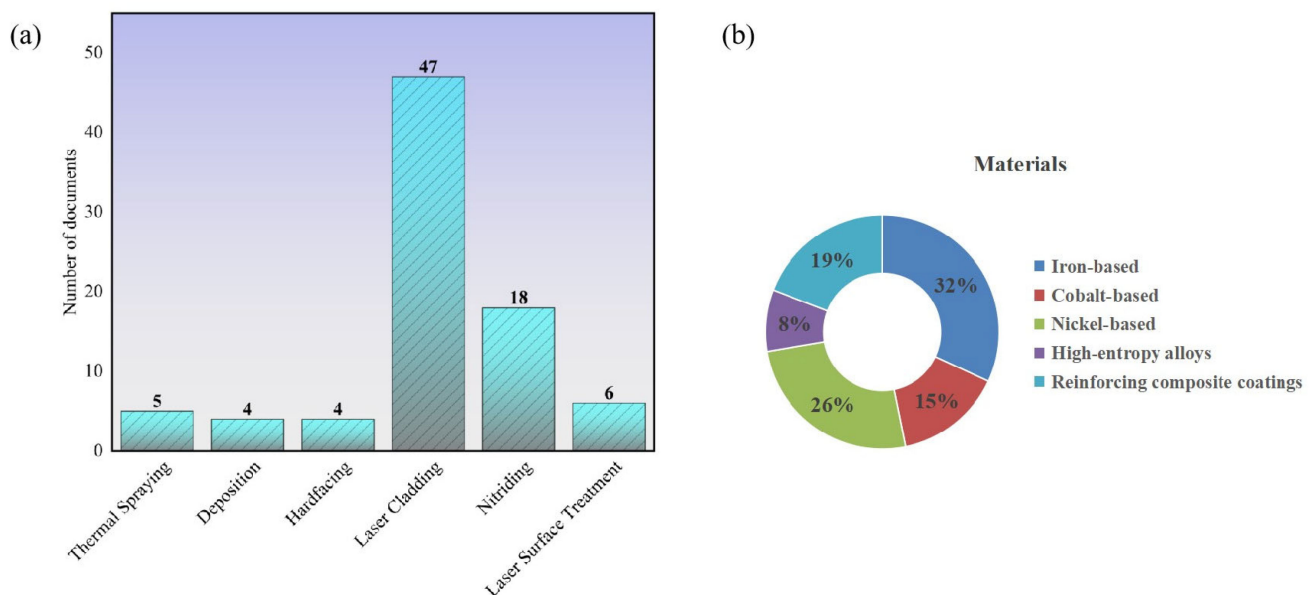 (a)
Number of documents
50
40
30
20
10
0
5
4
4
47
18
6
Thermal Spraying
Deposition
Hardfacing
Laser Cladding
Nitriding
Laser Surface Treatment
(b)
Materials
32%
15%
26%
8%
19%
Iron-based
Cobalt-based
Nickel-based
High-entropy alloys
Reinforcing composite coatings